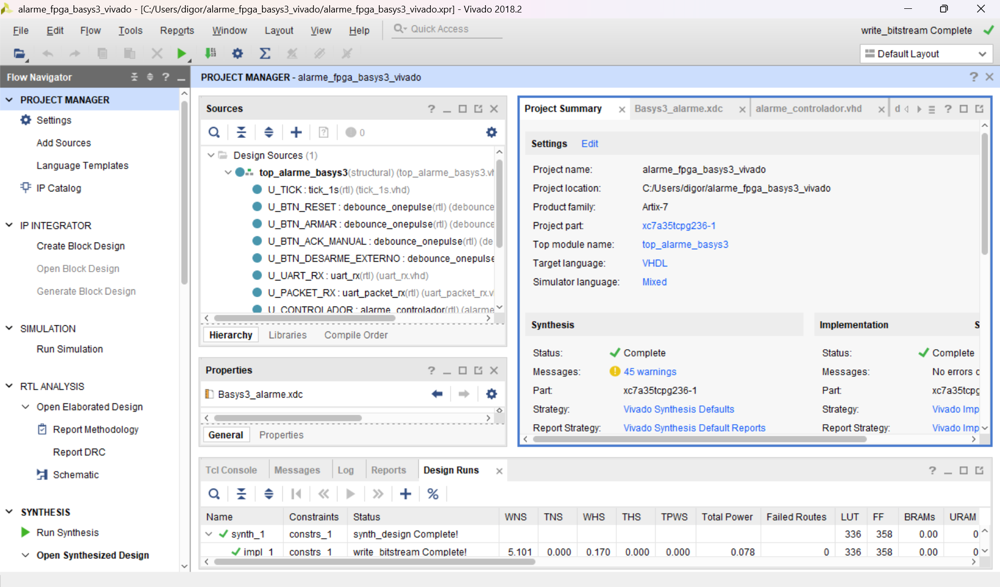 alarme_fpga_basys3_vivado - [C:/Users/digor/alarme_fpga_basys3_vivado/alarme_fpga_basys3_vivado.xpr] - Vivado 2018.2
File Edit Flow Tools Reports Window Layout View Help Quick Access
write_bitstream Complete
Default Layout
Flow Navigator
PROJECT MANAGER
Settings
Add Sources
Language Templates
IP Catalog
IP INTEGRATOR
Create Block Design
Open Block Design
Generate Block Design
SIMULATION
Run Simulation
RTL ANALYSIS
Open Elaborated Design
Report Methodology
Report DRC
Schematic
SYNTHESIS
Run Synthesis
Open Synthesized Design
PROJECT MANAGER - alarme_fpga_basys3_vivado
Sources
0
Design Sources (1)
top_alarme_basys3(structural) (top_alarme_basys3.vh
U_TICK : tick_1s(rtl) (tick_1s.vhd)
U_BTN_RESET : debounce_onepulse(rtl) (debounce
U_BTN_ARMAR : debounce_onepulse(rtl) (debounce
U_BTN_ACK_MANUAL : debounce_onepulse(rtl) (de
U_BTN_DESARME_EXTERNO : debounce_onepulse
U_UART_RX : uart_rx(rtl) (uart_rx.vhd)
U_PACKET_RX : uart_packet_rx(rtl) (uart_packet_rx.v
U_CONTROLADOR : alarme_controlador(rtl) (alarme
Hierarchy Libraries Compile Order
Properties
Basys3_alarme.xdc
General Properties
Project Summary Basys3_alarme.xdc alarme_controlador.vhd d
Settings Edit
Project name: alarme_fpga_basys3_vivado
Project location: C:/Users/digor/alarme_fpga_basys3_vivado
Product family: Artix-7
Project part: xc7a35tcpg236-1
Top module name: top_alarme_basys3
Target language: VHDL
Simulator language: Mixed
Synthesis
Status: Complete
Messages: 45 warnings
Part: xc7a35tcpg236-1
Strategy: Vivado Synthesis Defaults
Report Strategy: Vivado Synthesis Default Reports
Implementation S
Status: Complete
Messages: No errors o
Part: xc7a35tcpg
Strategy: Vivado Imp
Report Strategy: Vivado Imp
Tcl Console Messages Log Reports Design Runs
Name Constraints Status WNS TNS WHS THS TPWS Total Power Failed Routes LUT FF BRAMs URAM
synth_1 constrs_1 synth_design Complete! 336 358 0.00 0
impl_1 constrs_1 write_bitstream Complete! 5.101 0.000 0.170 0.000 0.000 0.078 0 336 358 0.00 0